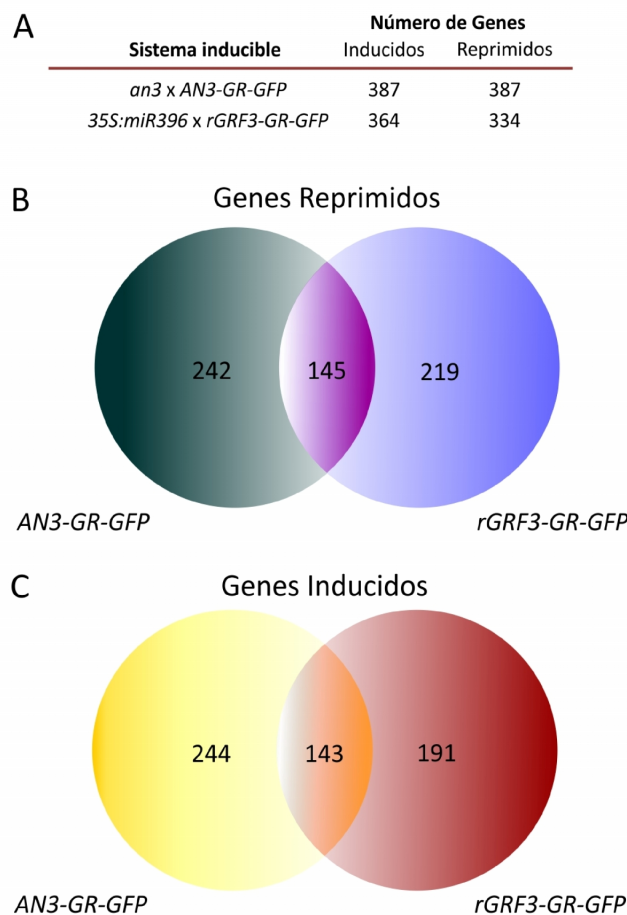 A
Número de Genes
Sistema inducible Inducidos Reprimidos
an3 x AN3-GR-GFP 387 387
35S:miR396 x rGRF3-GR-GFP 364 334
B
Genes Reprimidos
242 145 219
AN3-GR-GFP rGRF3-GR-GFP
C
Genes Inducidos
244 143 191
AN3-GR-GFP rGRF3-GR-GFP